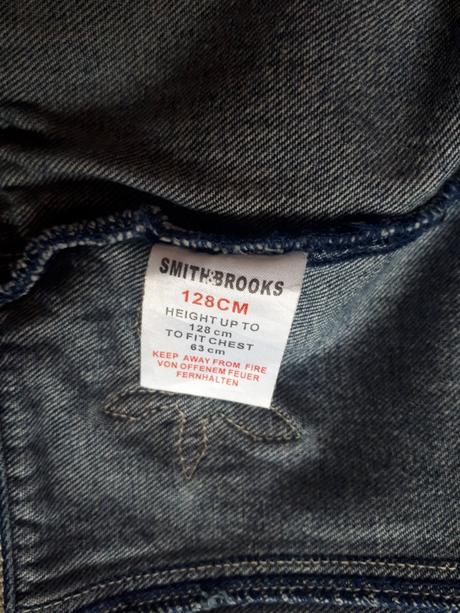 SMITH:BROOKS
128CM
HEIGHT UP TO
128 cm
TO FIT CHEST
63 cm
KEEP AWAY FROM FIRE
VON OFFENEM FEUER
FERNHALTEN